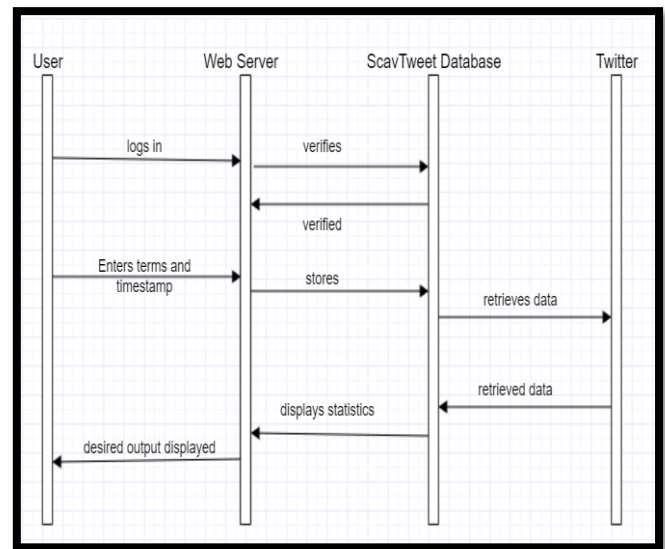 User
Web Server
ScavTweet Database
Twitter
logs in
verifies
verified
Enters terms and
timestamp
stores
retrieves data
retrieved data
displays statistics
desired output displayed